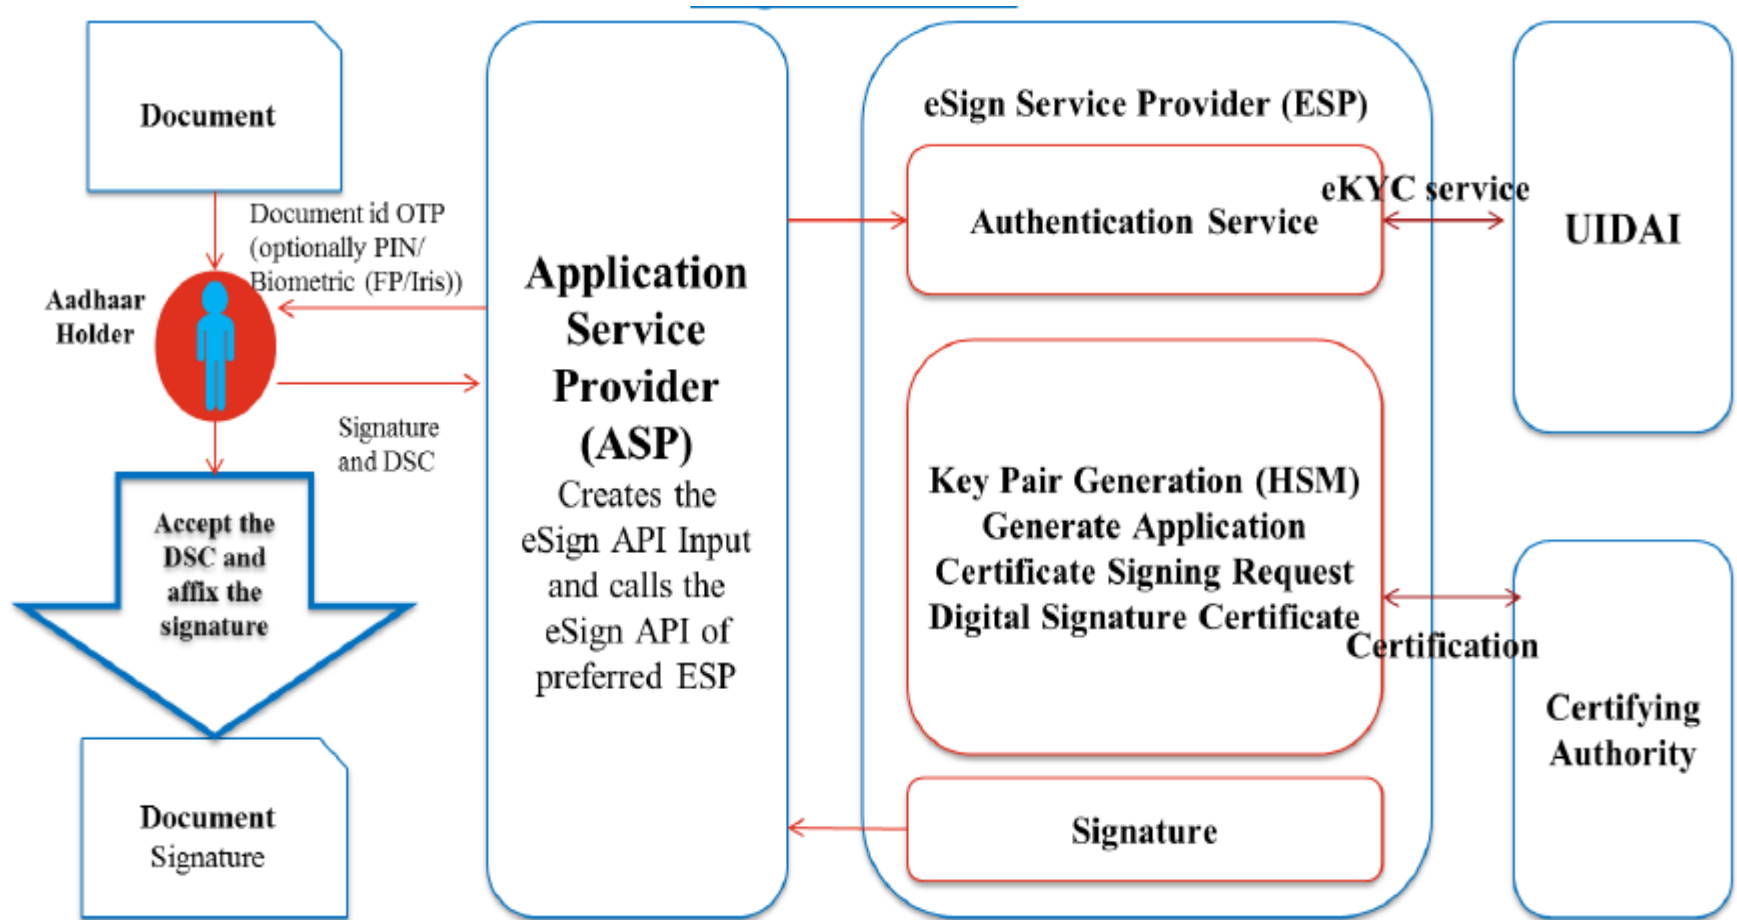 Document
Document id OTP
(optionally PIN/
Biometric (FP/Iris))
Aadhaar
Holder
Signature
and DSC
Accept the
DSC and
affix the
signature
Document
Signature
Application
Service
Provider
(ASP)
Creates the
eSign API Input
and calls the
eSign API of
preferred ESP
eSign Service Provider (ESP)
Authentication Service
eKYC service
UIDAI
Key Pair Generation (HSM)
Generate Application
Certificate Signing Request
Digital Signature Certificate
Certification
Certifying
Authority
Signature